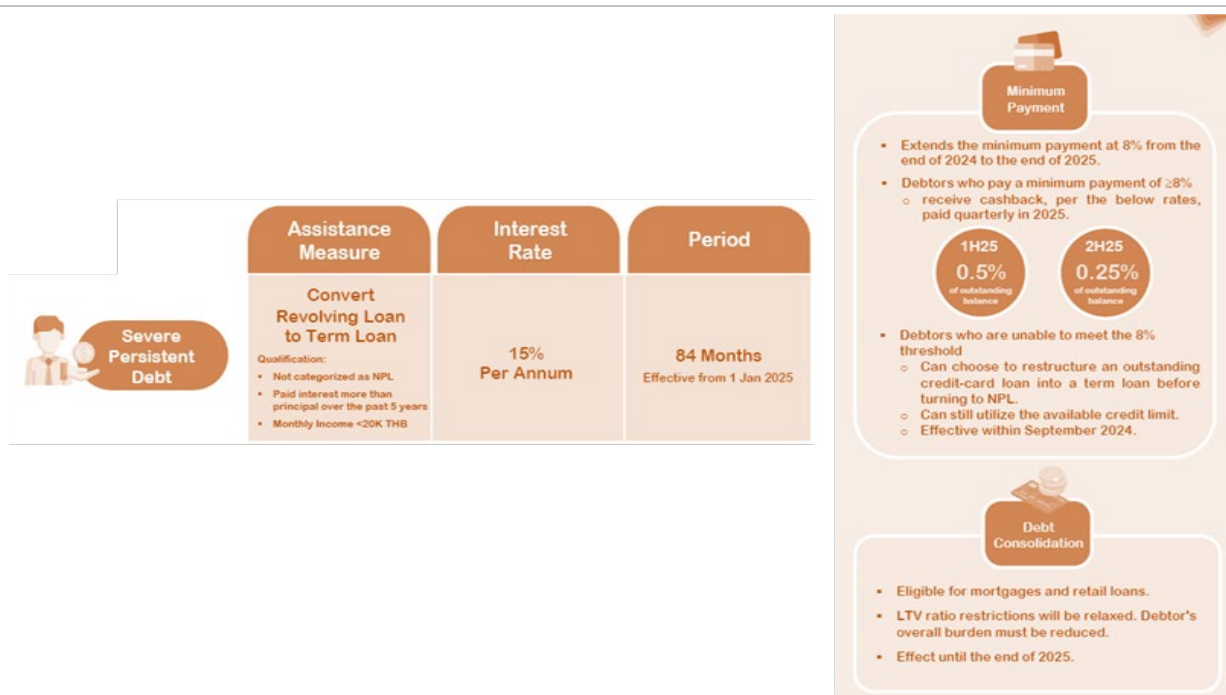 Assistance
Measure
Interest
Rate
Period
Severe
Persistent
Debt
Convert
Revolving Loan
to Term Loan
Qualification:
▪ Not categorized as NPL
▪ Paid interest more than
principal over the past 5 years
▪ Monthly Income <20K THB
15%
Per Annum
84 Months
Effective from 1 Jan 2025
Minimum
Payment
▪ Extends the minimum payment at 8% from the
end of 2024 to the end of 2025.
▪ Debtors who pay a minimum payment of ≥8%
o receive cashback, per the below rates,
paid quarterly in 2025.
1H25
0.5%
of outstanding
balance
2H25
0.25%
of outstanding
balance
▪ Debtors who are unable to meet the 8%
threshold
o Can choose to restructure an outstanding
credit-card loan into a term loan before
turning to NPL.
o Can still utilize the available credit limit.
o Effective within September 2024.
Debt
Consolidation
▪ Eligible for mortgages and retail loans.
▪ LTV ratio restrictions will be relaxed. Debtor's
overall burden must be reduced.
▪ Effect until the end of 2025.